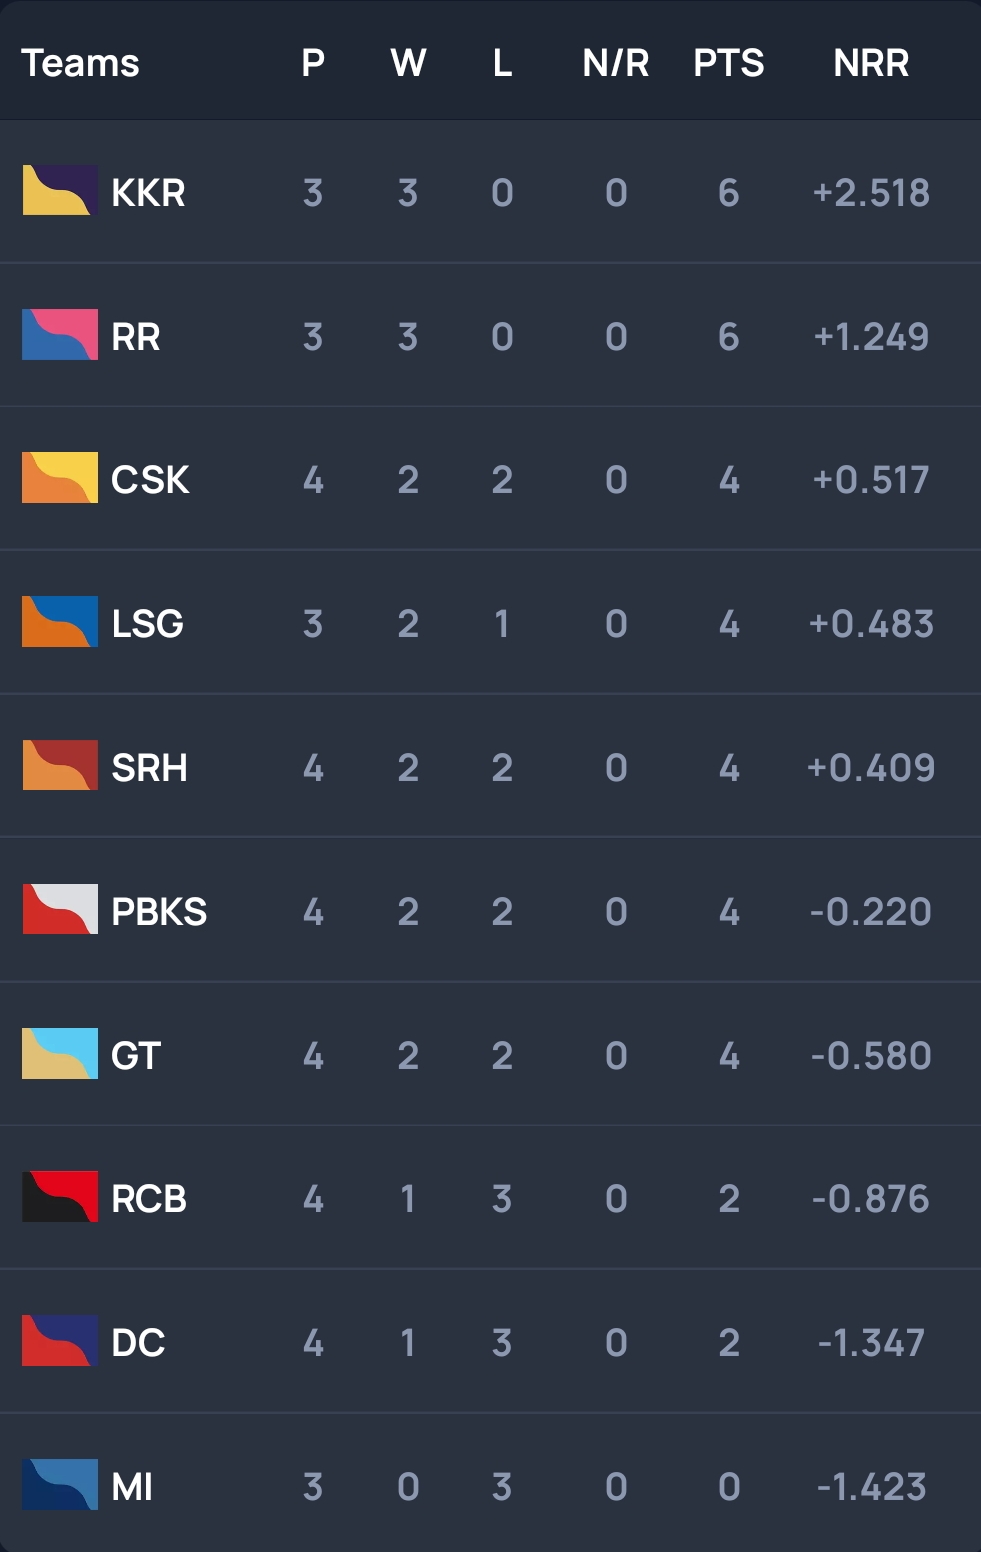 Teams P W L N/R PTS NRR
KKR 3 3 0 0 6 +2.518
RR 3 3 0 0 6 +1.249
CSK 4 2 2 0 4 +0.517
LSG 3 2 1 0 4 +0.483
SRH 4 2 2 0 4 +0.409
PBKS 4 2 2 0 4 -0.220
GT 4 2 2 0 4 -0.580
RCB 4 1 3 0 2 -0.876
DC 4 1 3 0 2 -1.347
MI 3 0 3 0 0 -1.423